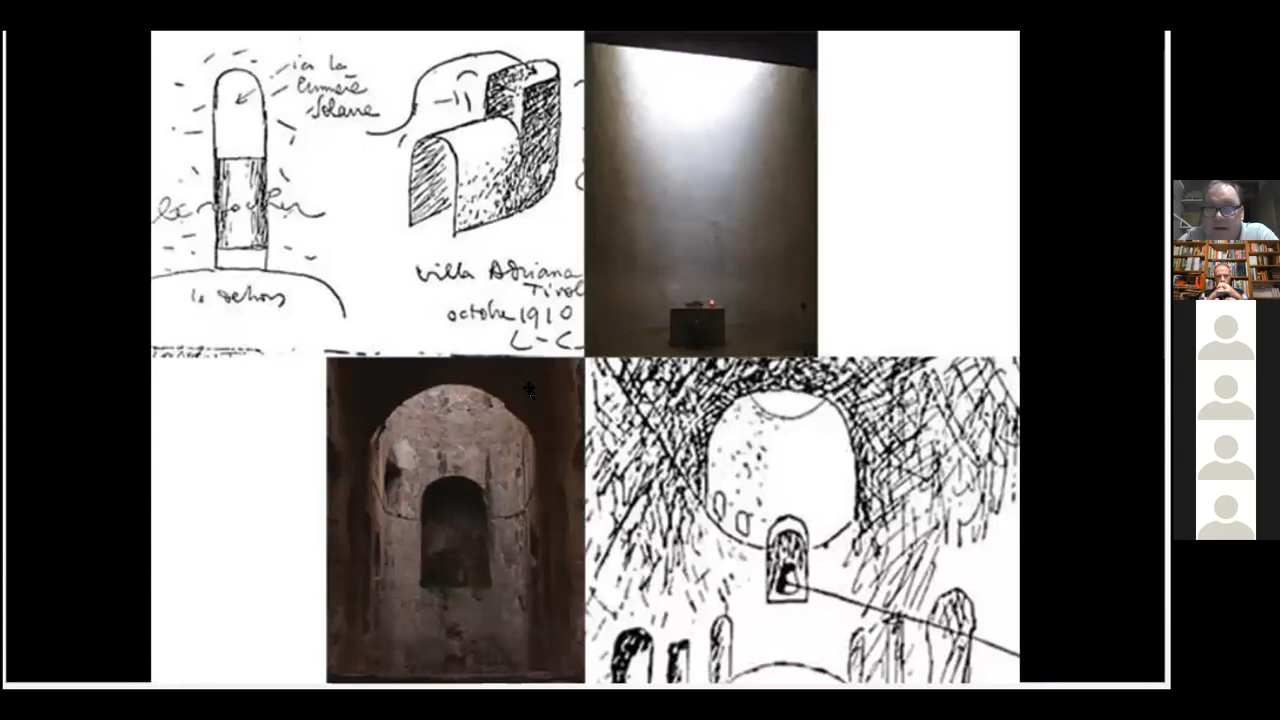 ici la
lumière
solaire
le rocher
le dehors
villa Adriana
Tivoli
octobre 1910
L-C